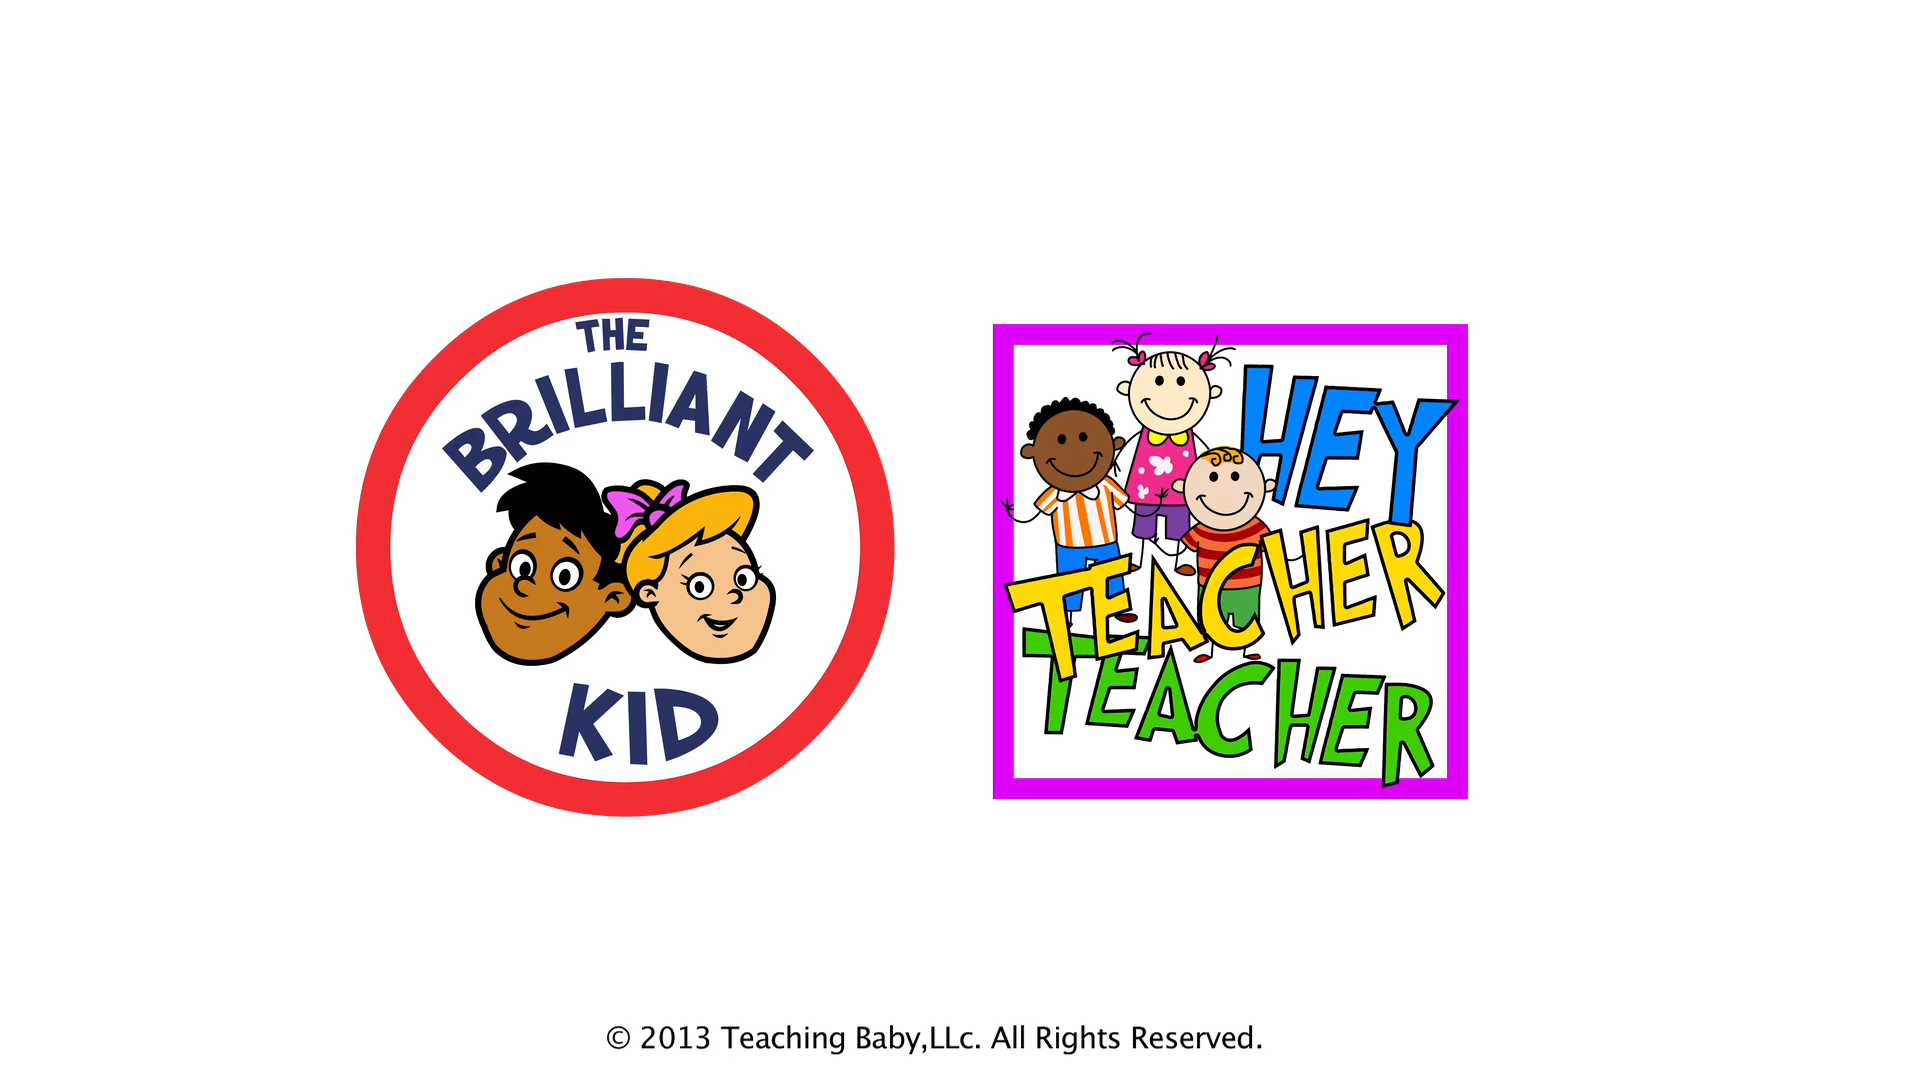 THE
BRILLIANT
KID
HEY
TEACHER
TEACHER
© 2013 Teaching Baby,LLc. All Rights Reserved.